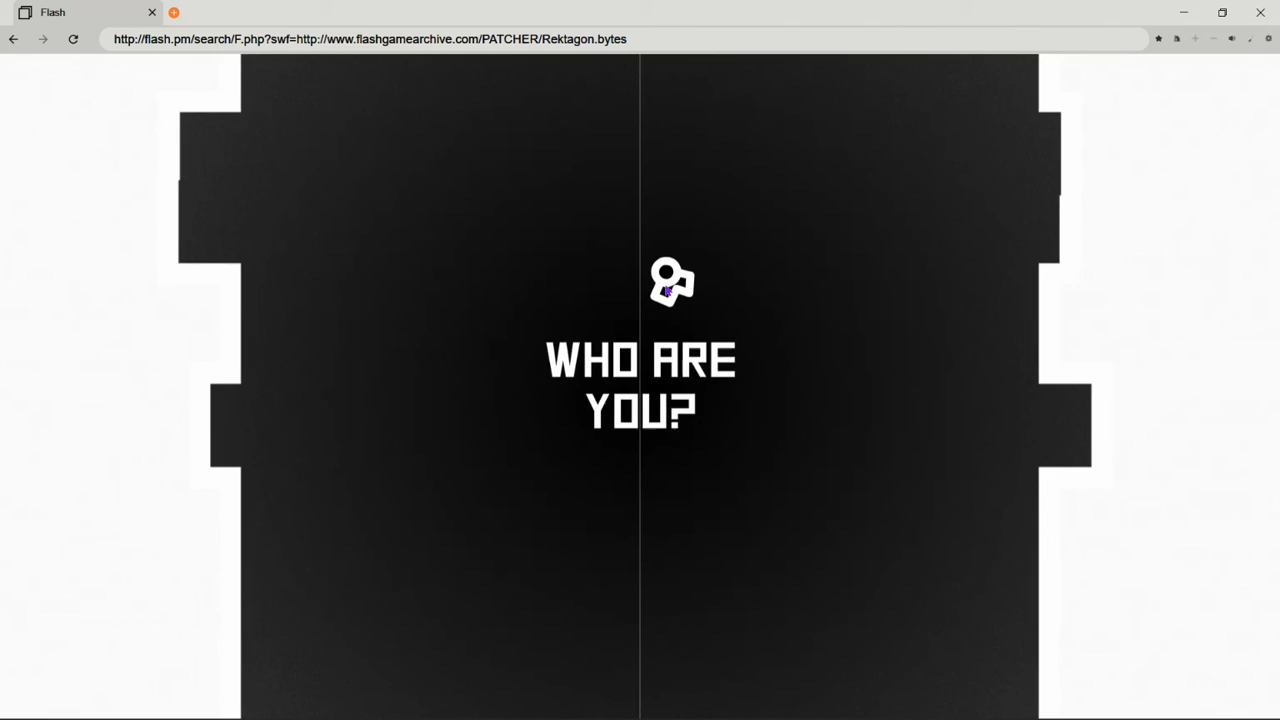 Flash
http://flash.pm/search/F.php?swf=http://www.flashgamearchive.com/PATCHER/Rektagon.bytes
WHO ARE
YOU?